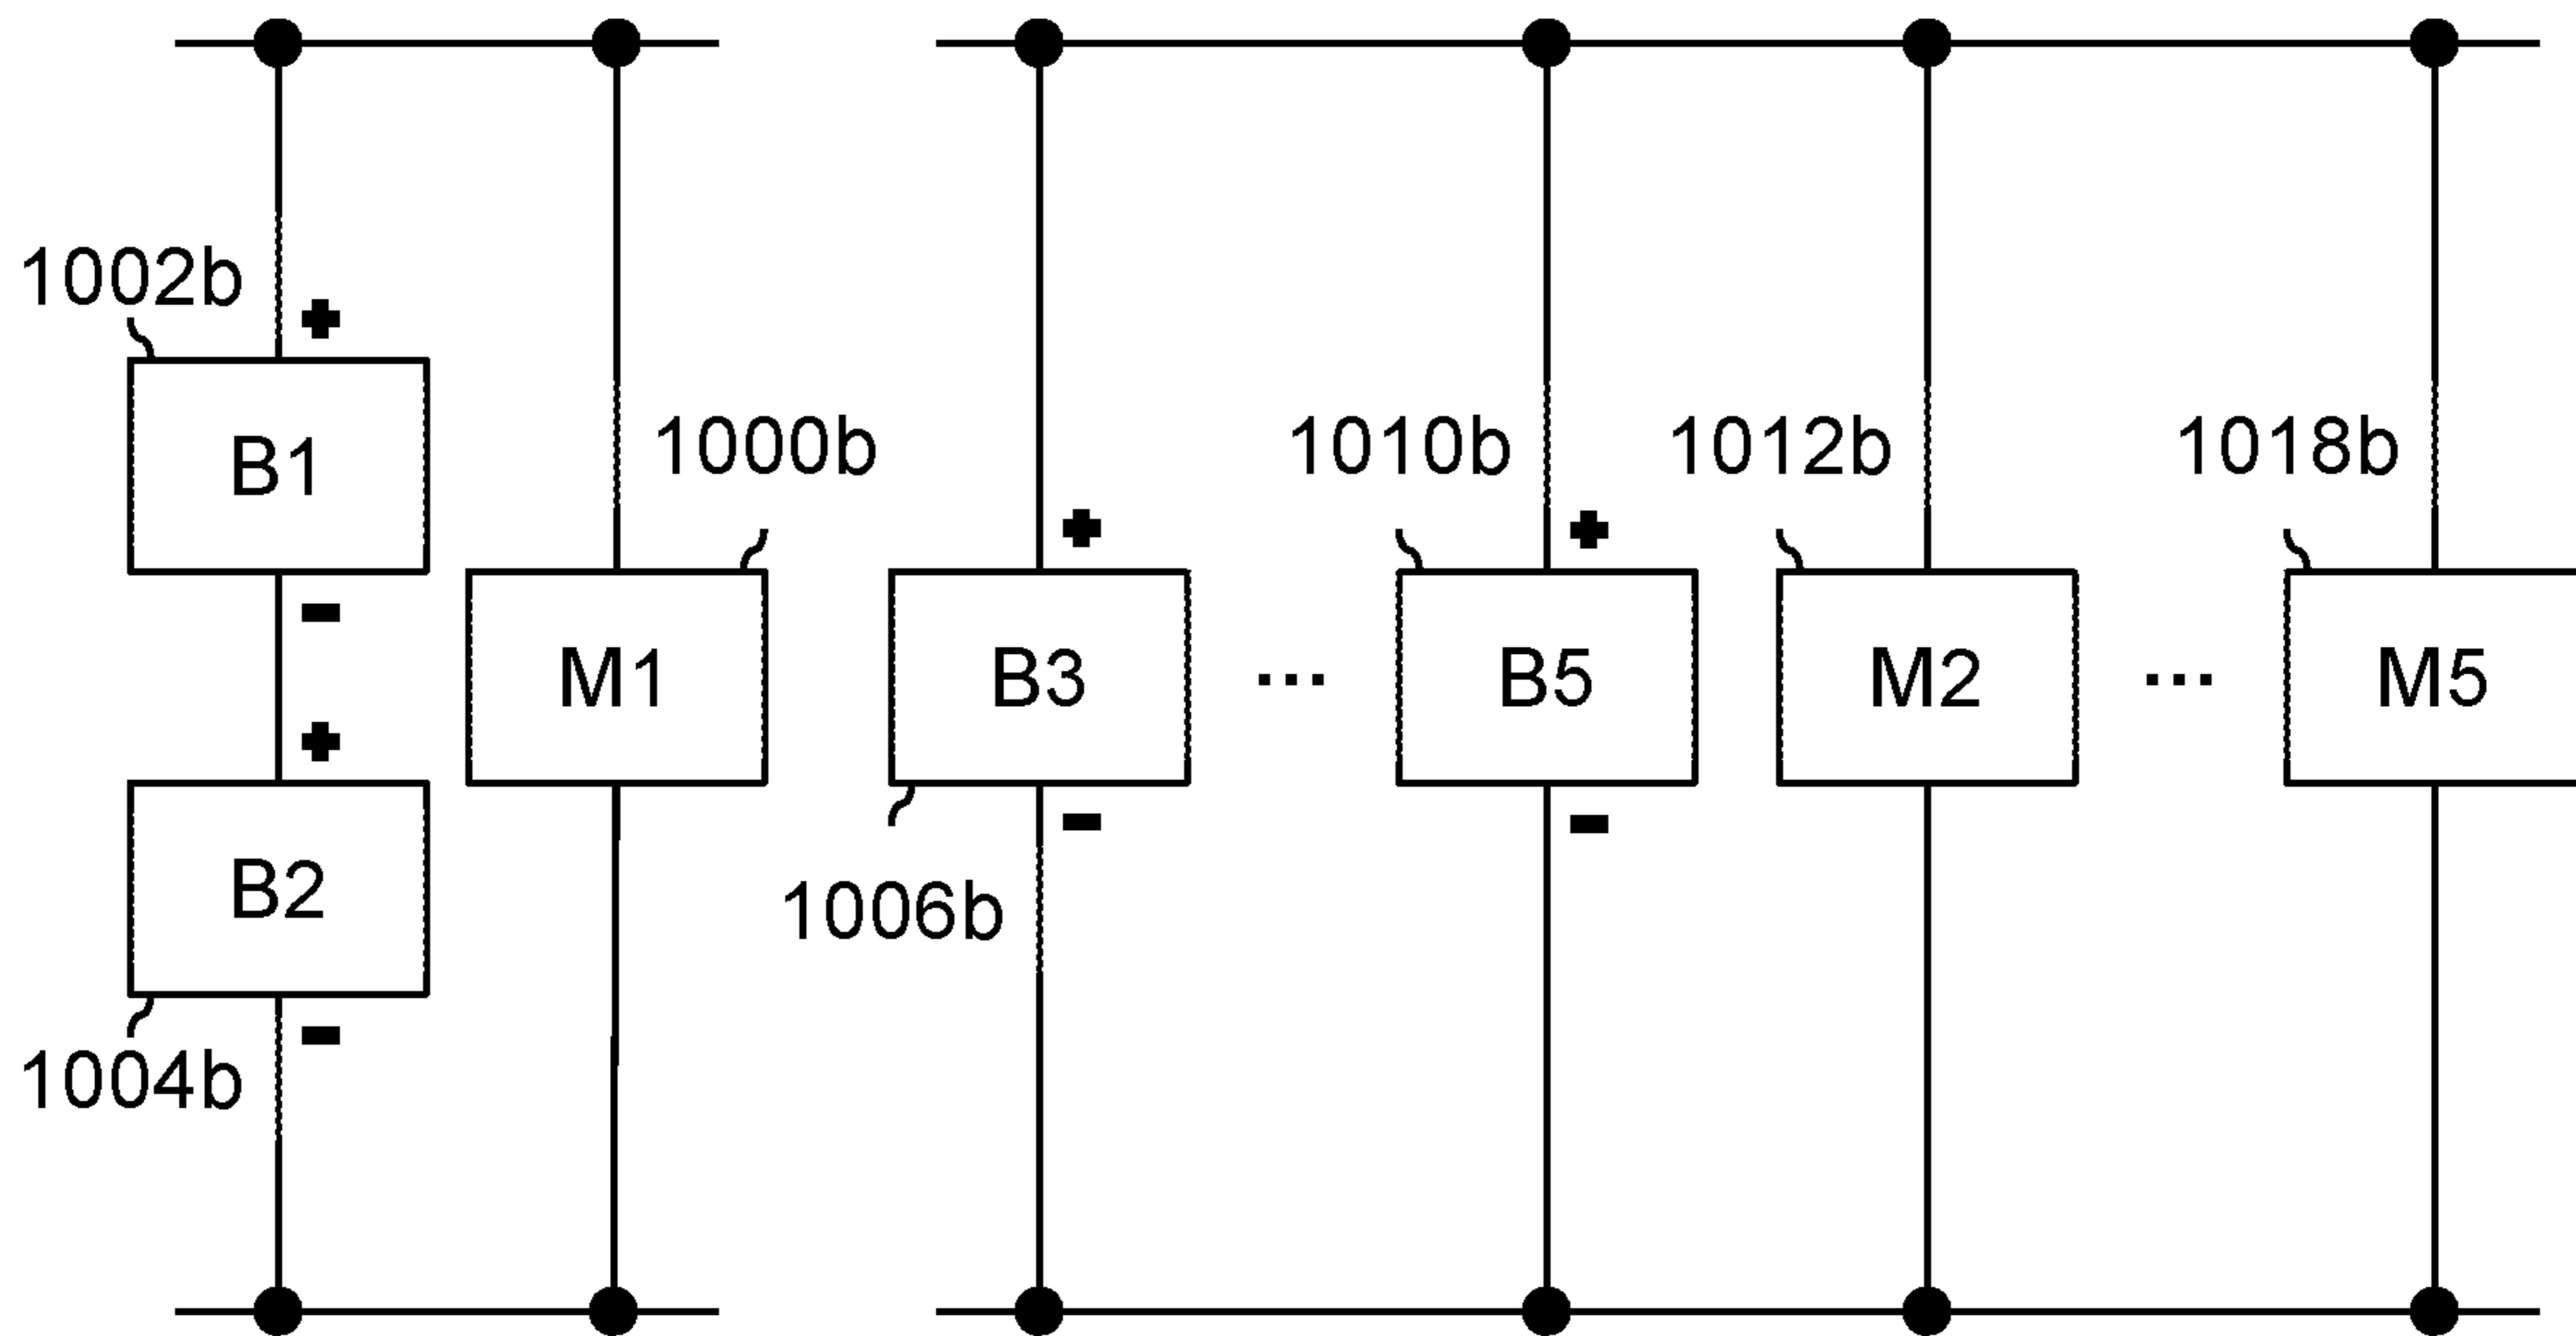 1002b
+
B1
-
1000b
1010b
1012b
1018b
+
+
M1
B3
...
B5
M2
...
M5
+
-
-
B2
1006b
-
1004b